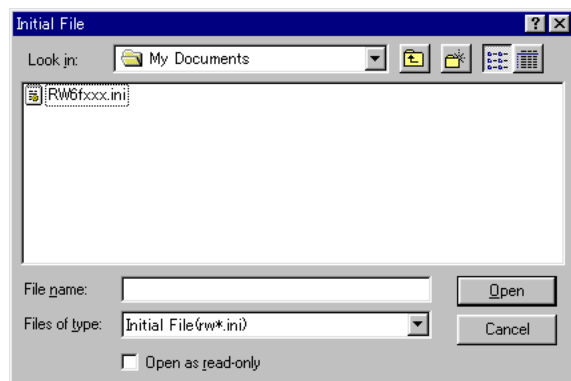 Initial File
Look in: My Documents
RW6fxxx.ini
File name: Open
Files of type: Initial File(rw*.ini) Cancel
Open as read-only